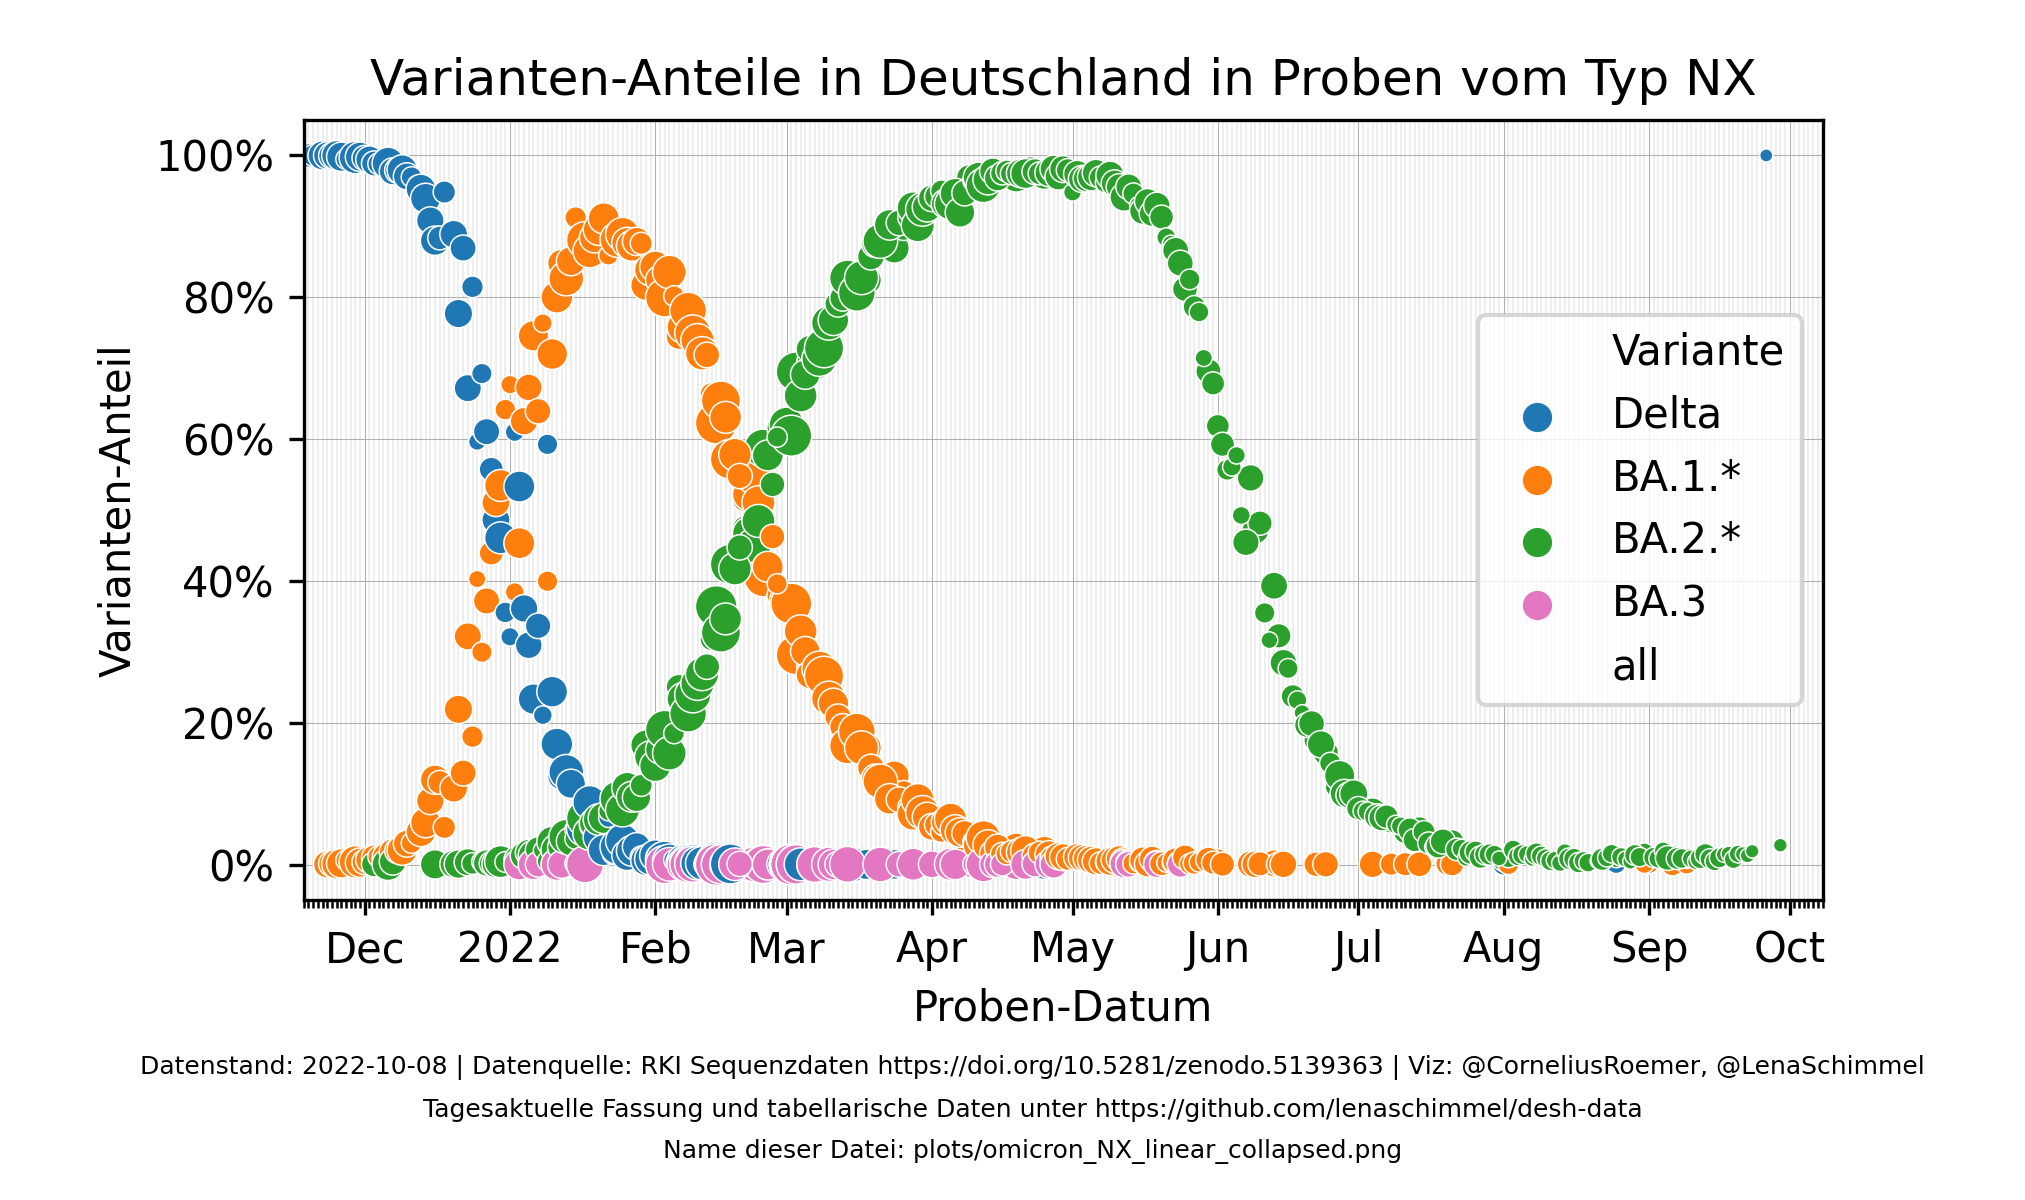 Varianten-Anteile in Deutschland in Proben vom Typ NX
Varianten-Anteil
100%
80%
60%
40%
20%
0%
Variante
Delta
BA.1.*
BA.2.*
BA.3
all
Dec 2022 Feb Mar Apr May Jun Jul Aug Sep Oct
Proben-Datum
Datenstand: 2022-10-08 | Datenquelle: RKI Sequenzdaten https://doi.org/10.5281/zenodo.5139363 | Viz: @CorneliusRoemer, @LenaSchimmel
Tagesaktuelle Fassung und tabellarische Daten unter https://github.com/lenaschimmel/desh-data
Name dieser Datei: plots/omicron_NX_linear_collapsed.png